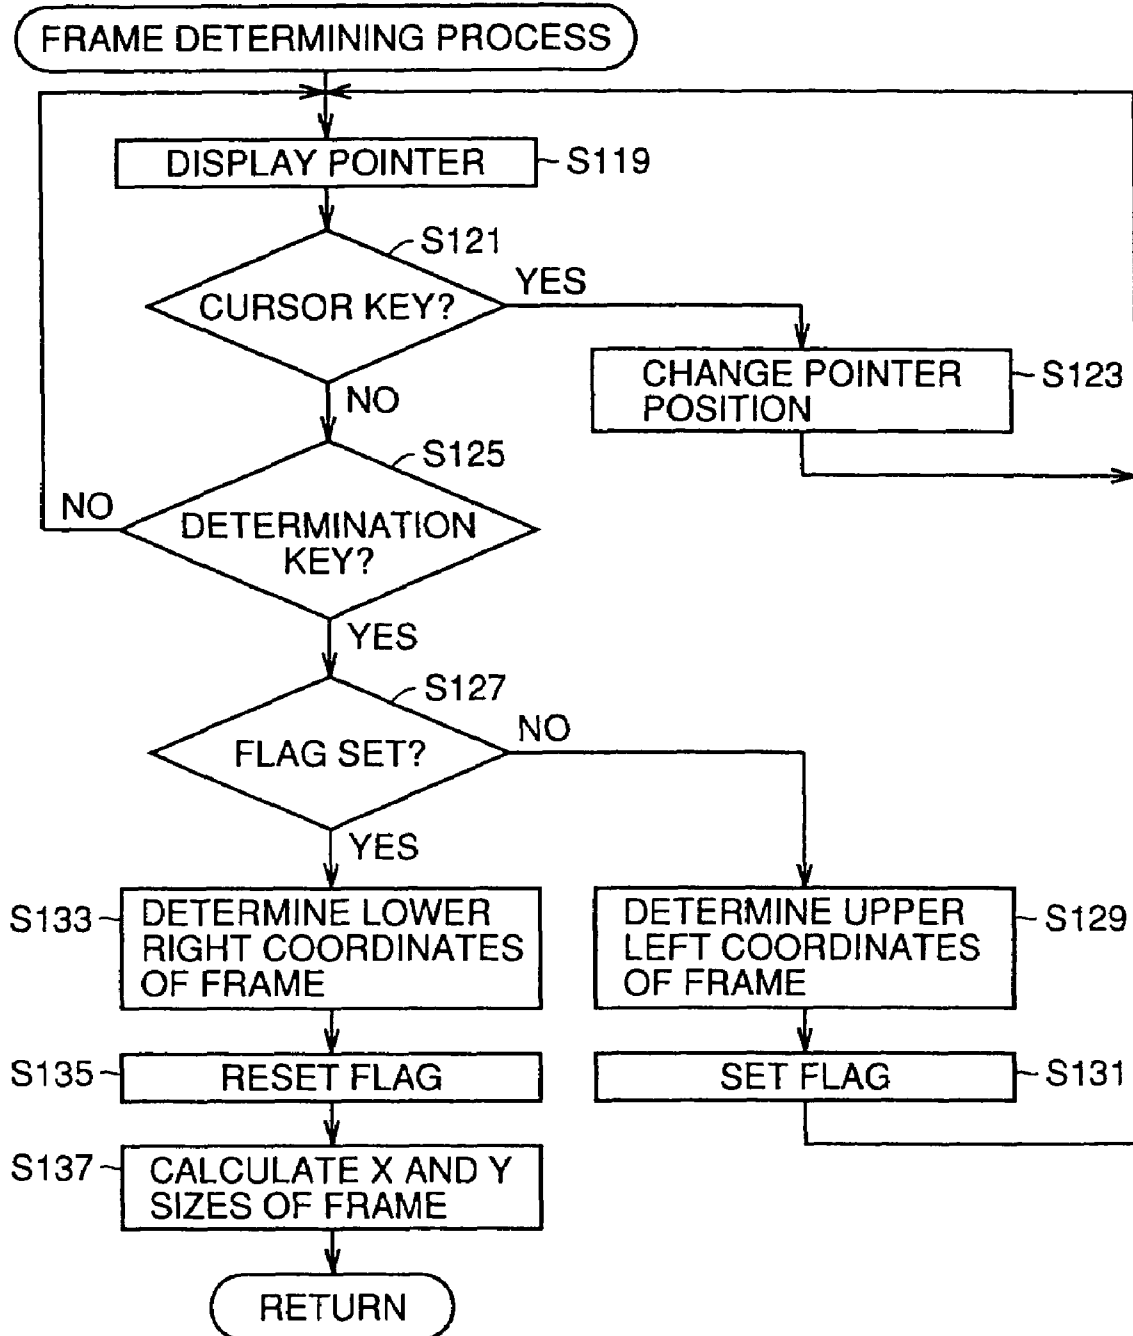 FRAME DETERMINING PROCESS
DISPLAY POINTER
S119
S121
CURSOR KEY?
YES
CHANGE POINTER
POSITION
S123
NO
S125
DETERMINATION
KEY?
NO
YES
S127
FLAG SET?
NO
YES
S133
DETERMINE LOWER
RIGHT COORDINATES
OF FRAME
DETERMINE UPPER
LEFT COORDINATES
OF FRAME
S129
S135
RESET FLAG
SET FLAG
S131
S137
CALCULATE X AND Y
SIZES OF FRAME
RETURN